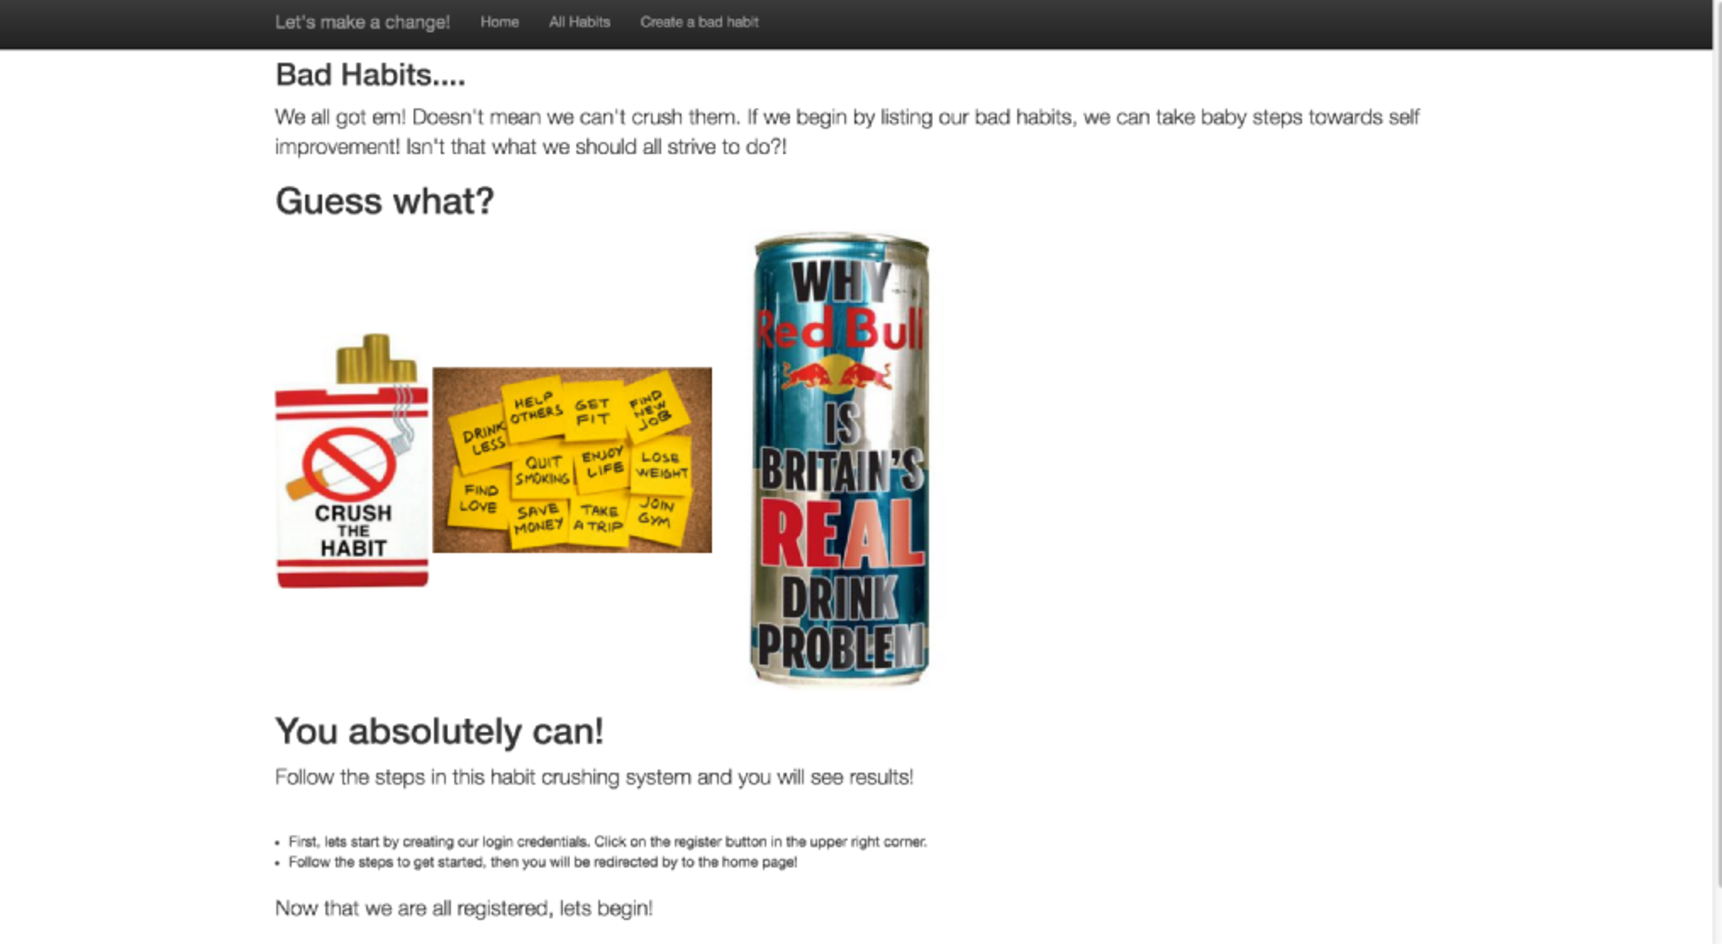 Let's make a change! Home All Habits Create a bad habit
Bad Habits....
We all got em! Doesn't mean we can't crush them. If we begin by listing our bad habits, we can take baby steps towards self
improvement! Isn't that what we should all strive to do?!
Guess what?
CRUSH
THE
HABIT
DRINK
LESS
HELP
OTHERS
GET
FIT
FIND
NEW
JOB
QUIT
SMOKING
ENJOY
LIFE
LOSE
WEIGHT
FIND
LOVE
SAVE
MONEY
TAKE
A TRIP
JOIN
GYM
WHY
Red Bull
IS
BRITAIN'S
REAL
DRINK
PROBLEM
You absolutely can!
Follow the steps in this habit crushing system and you will see results!
• First, lets start by creating our login credentials. Click on the register button in the upper right corner.
• Follow the steps to get started, then you will be redirected by to the home page!
Now that we are all registered, lets begin!